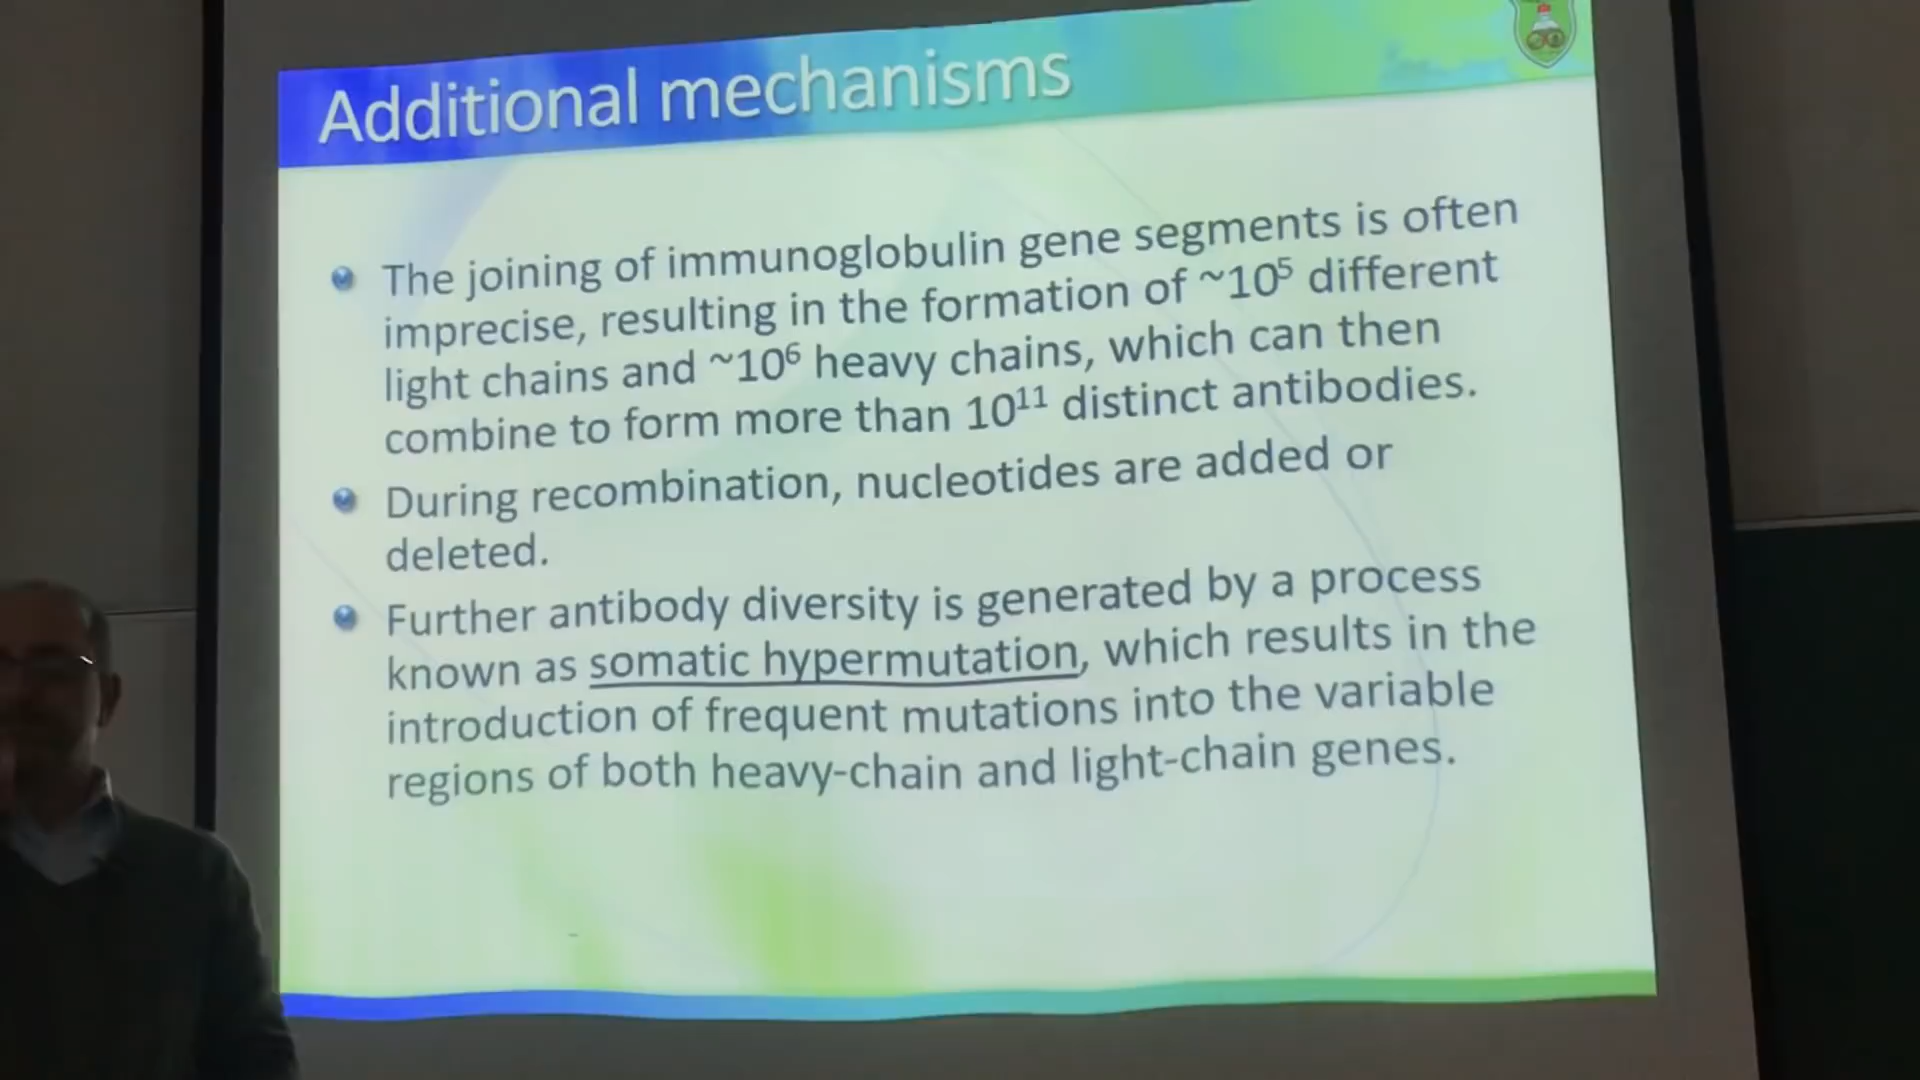 Additional mechanisms
The joining of immunoglobulin gene segments is often
imprecise, resulting in the formation of ~10⁵ different
light chains and ~10⁶ heavy chains, which can then
combine to form more than 10¹¹ distinct antibodies.
During recombination, nucleotides are added or
deleted.
Further antibody diversity is generated by a process
known as somatic hypermutation, which results in the
introduction of frequent mutations into the variable
regions of both heavy-chain and light-chain genes.